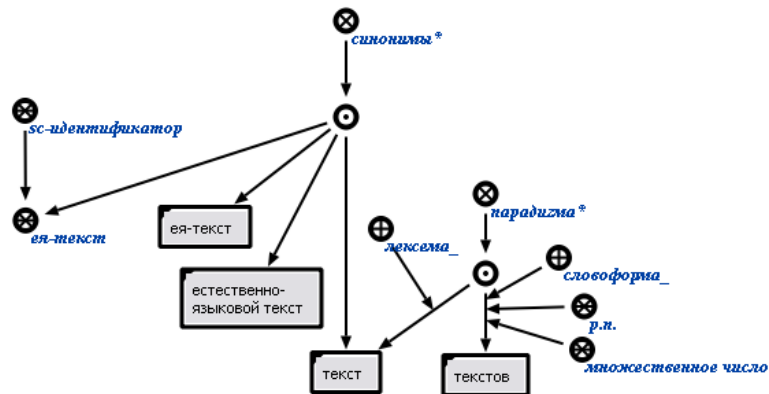 синонимы*
sc-идентификатор
ея-текст
ея-текст
парадигма*
лексема_
словоформа_
естественно-
языковой текст
р.п.
множественное число
текст
текстов